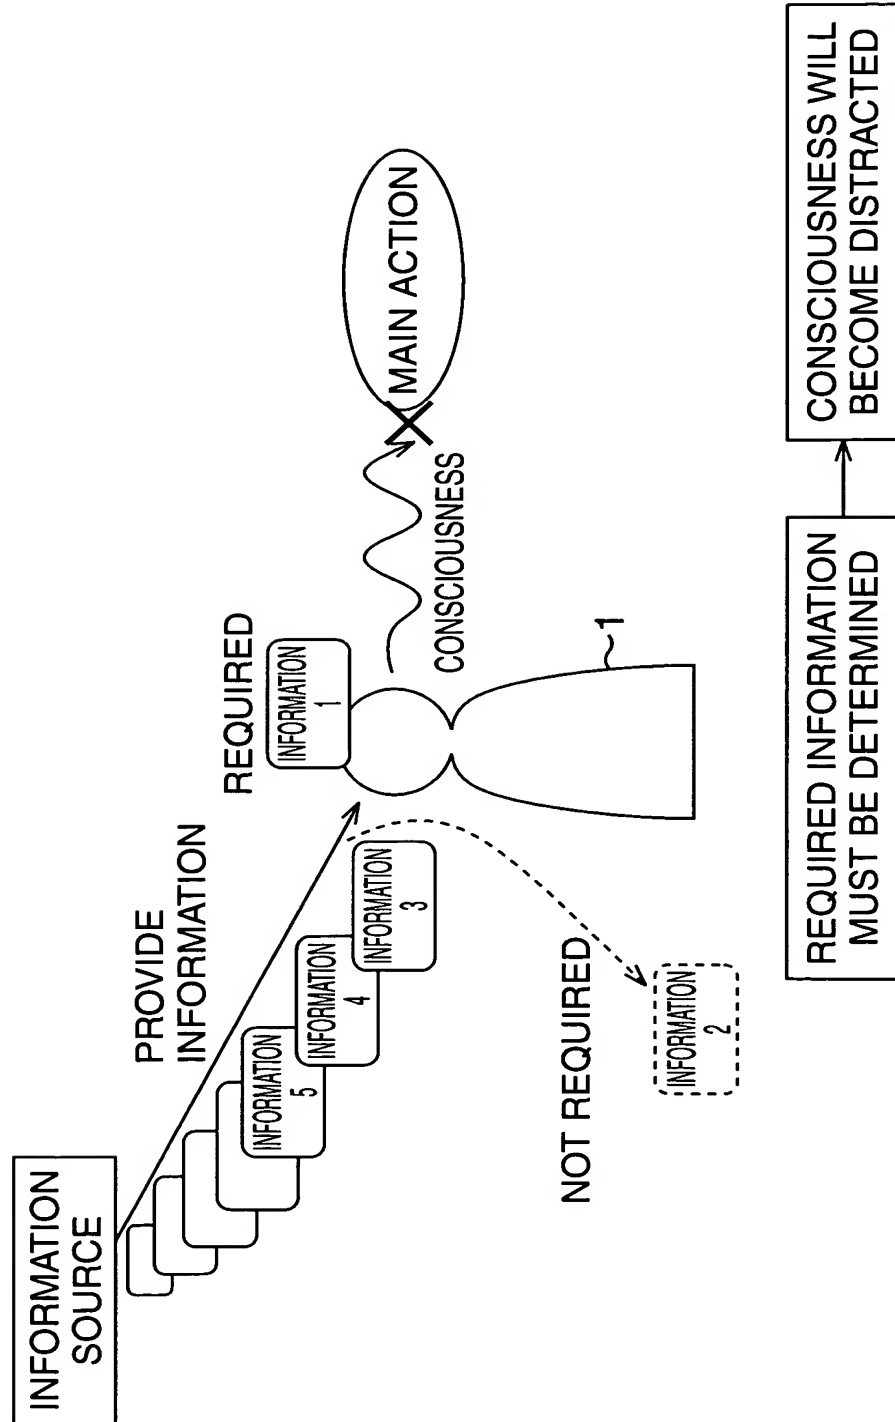 INFORMATION
SOURCE
PROVIDE
INFORMATION
INFORMATION
5
INFORMATION
4
INFORMATION
3
REQUIRED
INFORMATION
1
CONSCIOUSNESS
MAIN ACTION
NOT REQUIRED
INFORMATION
2
1
REQUIRED INFORMATION
MUST BE DETERMINED
CONSCIOUSNESS WILL
BECOME DISTRACTED